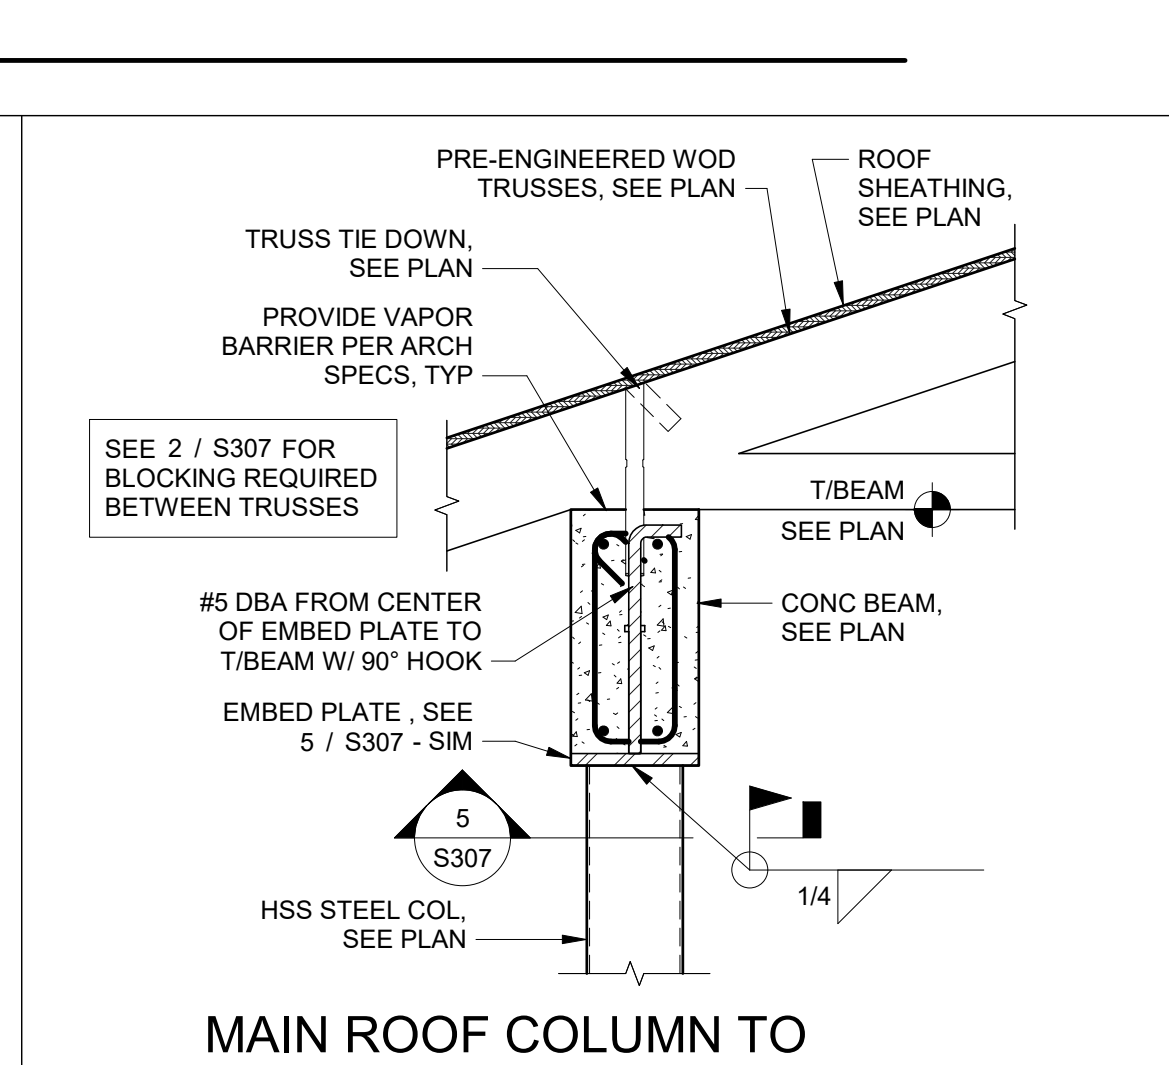 PRE-ENGINEERED WOD
TRUSSES, SEE PLAN
ROOF
SHEATHING,
SEE PLAN
TRUSS TIE DOWN,
SEE PLAN
PROVIDE VAPOR
BARRIER PER ARCH
SPECS, TYP
SEE 2 / S307 FOR
BLOCKING REQUIRED
BETWEEN TRUSSES
T/BEAM
SEE PLAN
#5 DBA FROM CENTER
OF EMBED PLATE TO
T/BEAM W/ 90° HOOK
CONC BEAM,
SEE PLAN
EMBED PLATE , SEE
5 / S307 - SIM
5
S307
1/4
HSS STEEL COL,
SEE PLAN
MAIN ROOF COLUMN TO